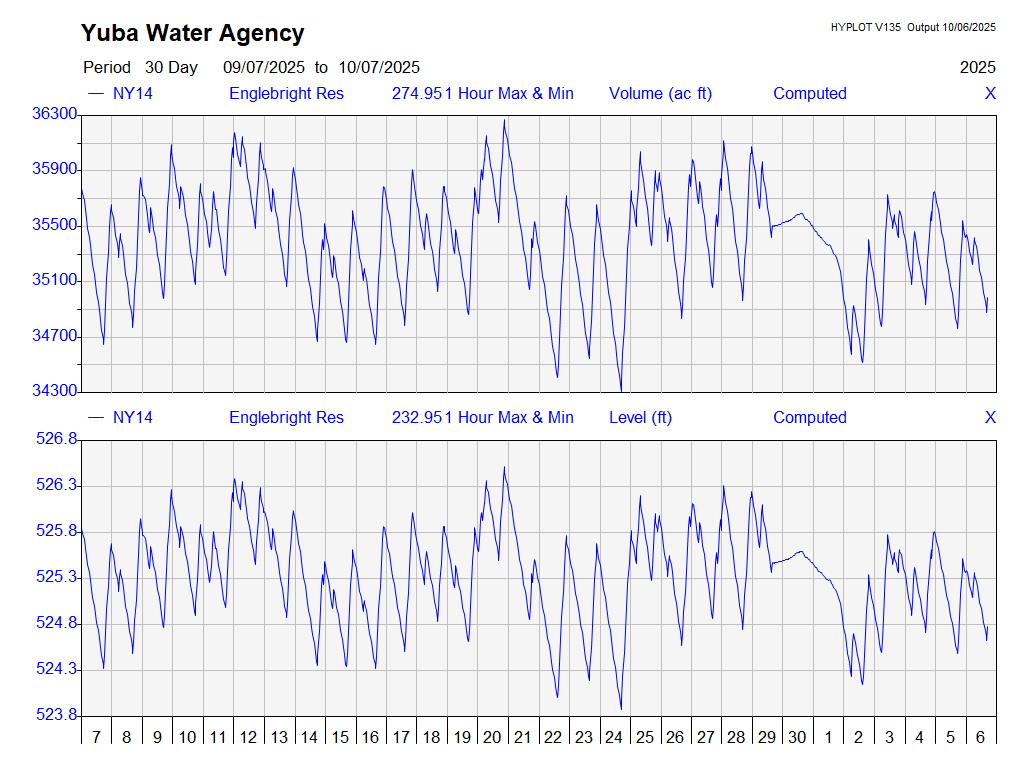 Yuba Water Agency
HYPLOT V135 Output 10/06/2025
Period 30 Day 09/07/2025 to 10/07/2025 2025
NY14 Englebright Res 274.951 Hour Max & Min Volume (ac ft) Computed X
36300
35900
35500
35100
34700
34300
NY14 Englebright Res 232.951 Hour Max & Min Level (ft) Computed X
526.8
526.3
525.8
525.3
524.8
524.3
523.8
7 8 9 10 11 12 13 14 15 16 17 18 19 20 21 22 23 24 25 26 27 28 29 30 1 2 3 4 5 6